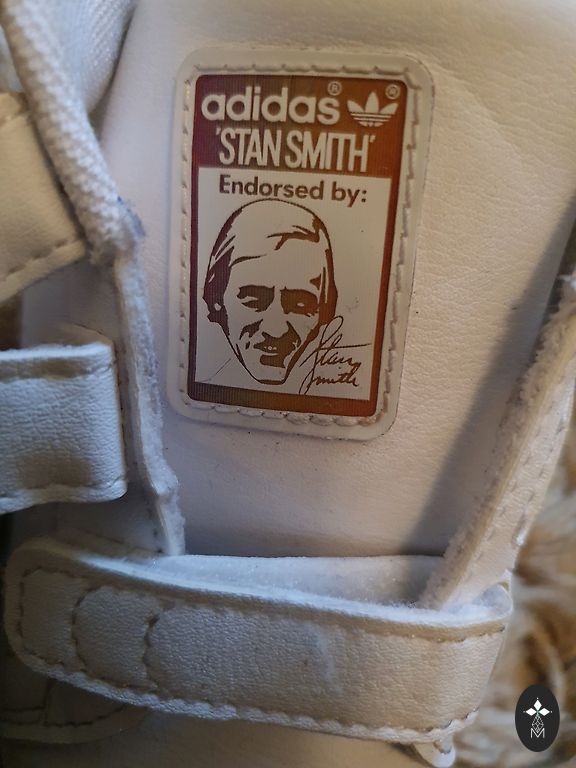 adidas®
®
'STAN SMITH'
Endorsed by:
Stan
Smith
M